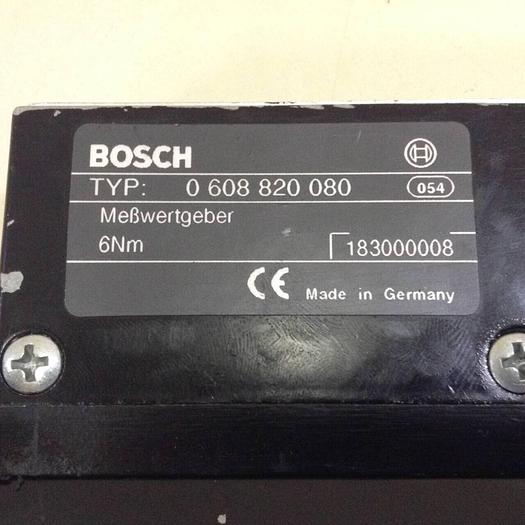 BOSCH
TYP: 0 608 820 080 054
Meßwertgeber
6Nm 183000008
CE Made in Germany